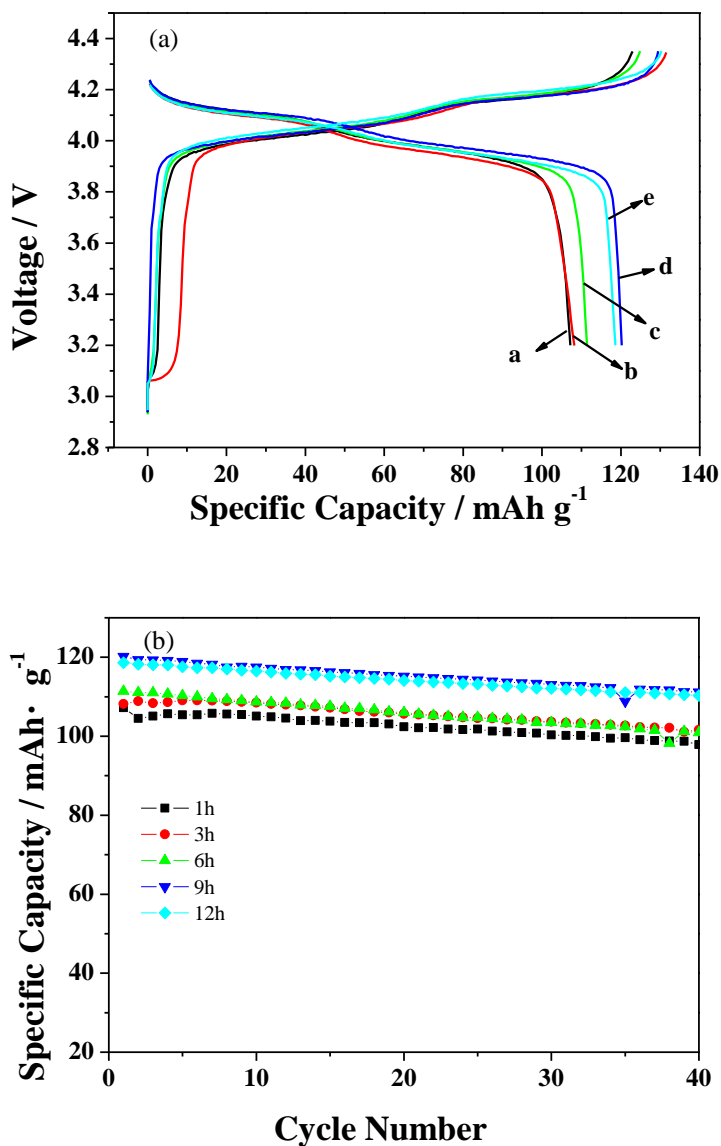 (a)
4.4
4.2
4.0
3.8
3.6
3.4
3.2
3.0
2.8
Voltage / V
e
d
c
a
b
0 20 40 60 80 100 120 140
Specific Capacity / mAh g⁻¹
(b)
120
100
80
60
40
20
Specific Capacity / mAh· g⁻¹
1h
3h
6h
9h
12h
0 10 20 30 40
Cycle Number